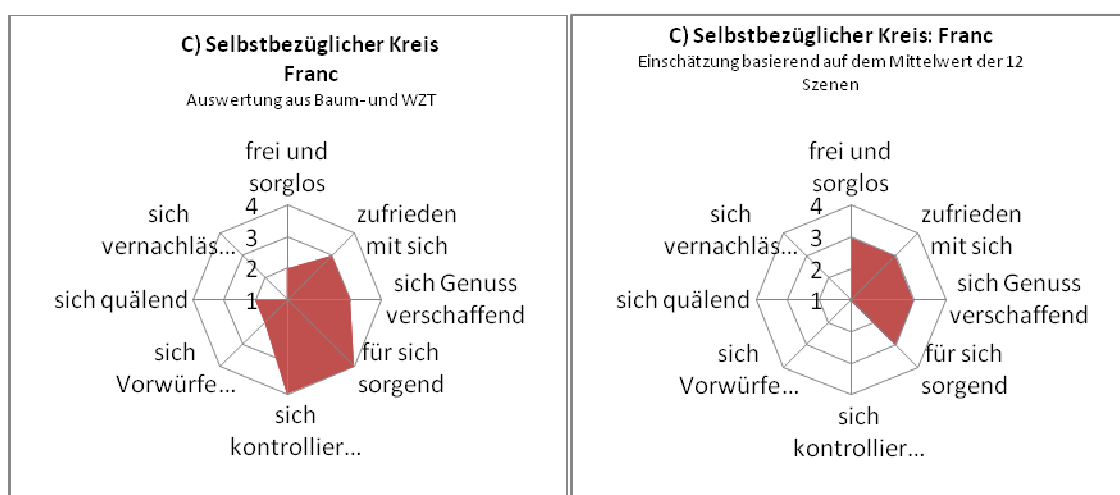 C) Selbstbezüglicher Kreis
Franc
Auswertung aus Baum- und WZT
frei und
sorglos
zufrieden
mit sich
sich Genuss
verschaffend
für sich
sorgend
sich
kontrollier...
sich
Vorwürfe...
sich quälend
sich
vernachläs...
4
3
2
1
C) Selbstbezüglicher Kreis: Franc
Einschätzung basierend auf dem Mittelwert der 12
Szenen
frei und
sorglos
zufrieden
mit sich
sich Genuss
verschaffend
für sich
sorgend
sich
kontrollier...
sich
Vorwürfe...
sich quälend
sich
vernachläs...
4
3
2
1